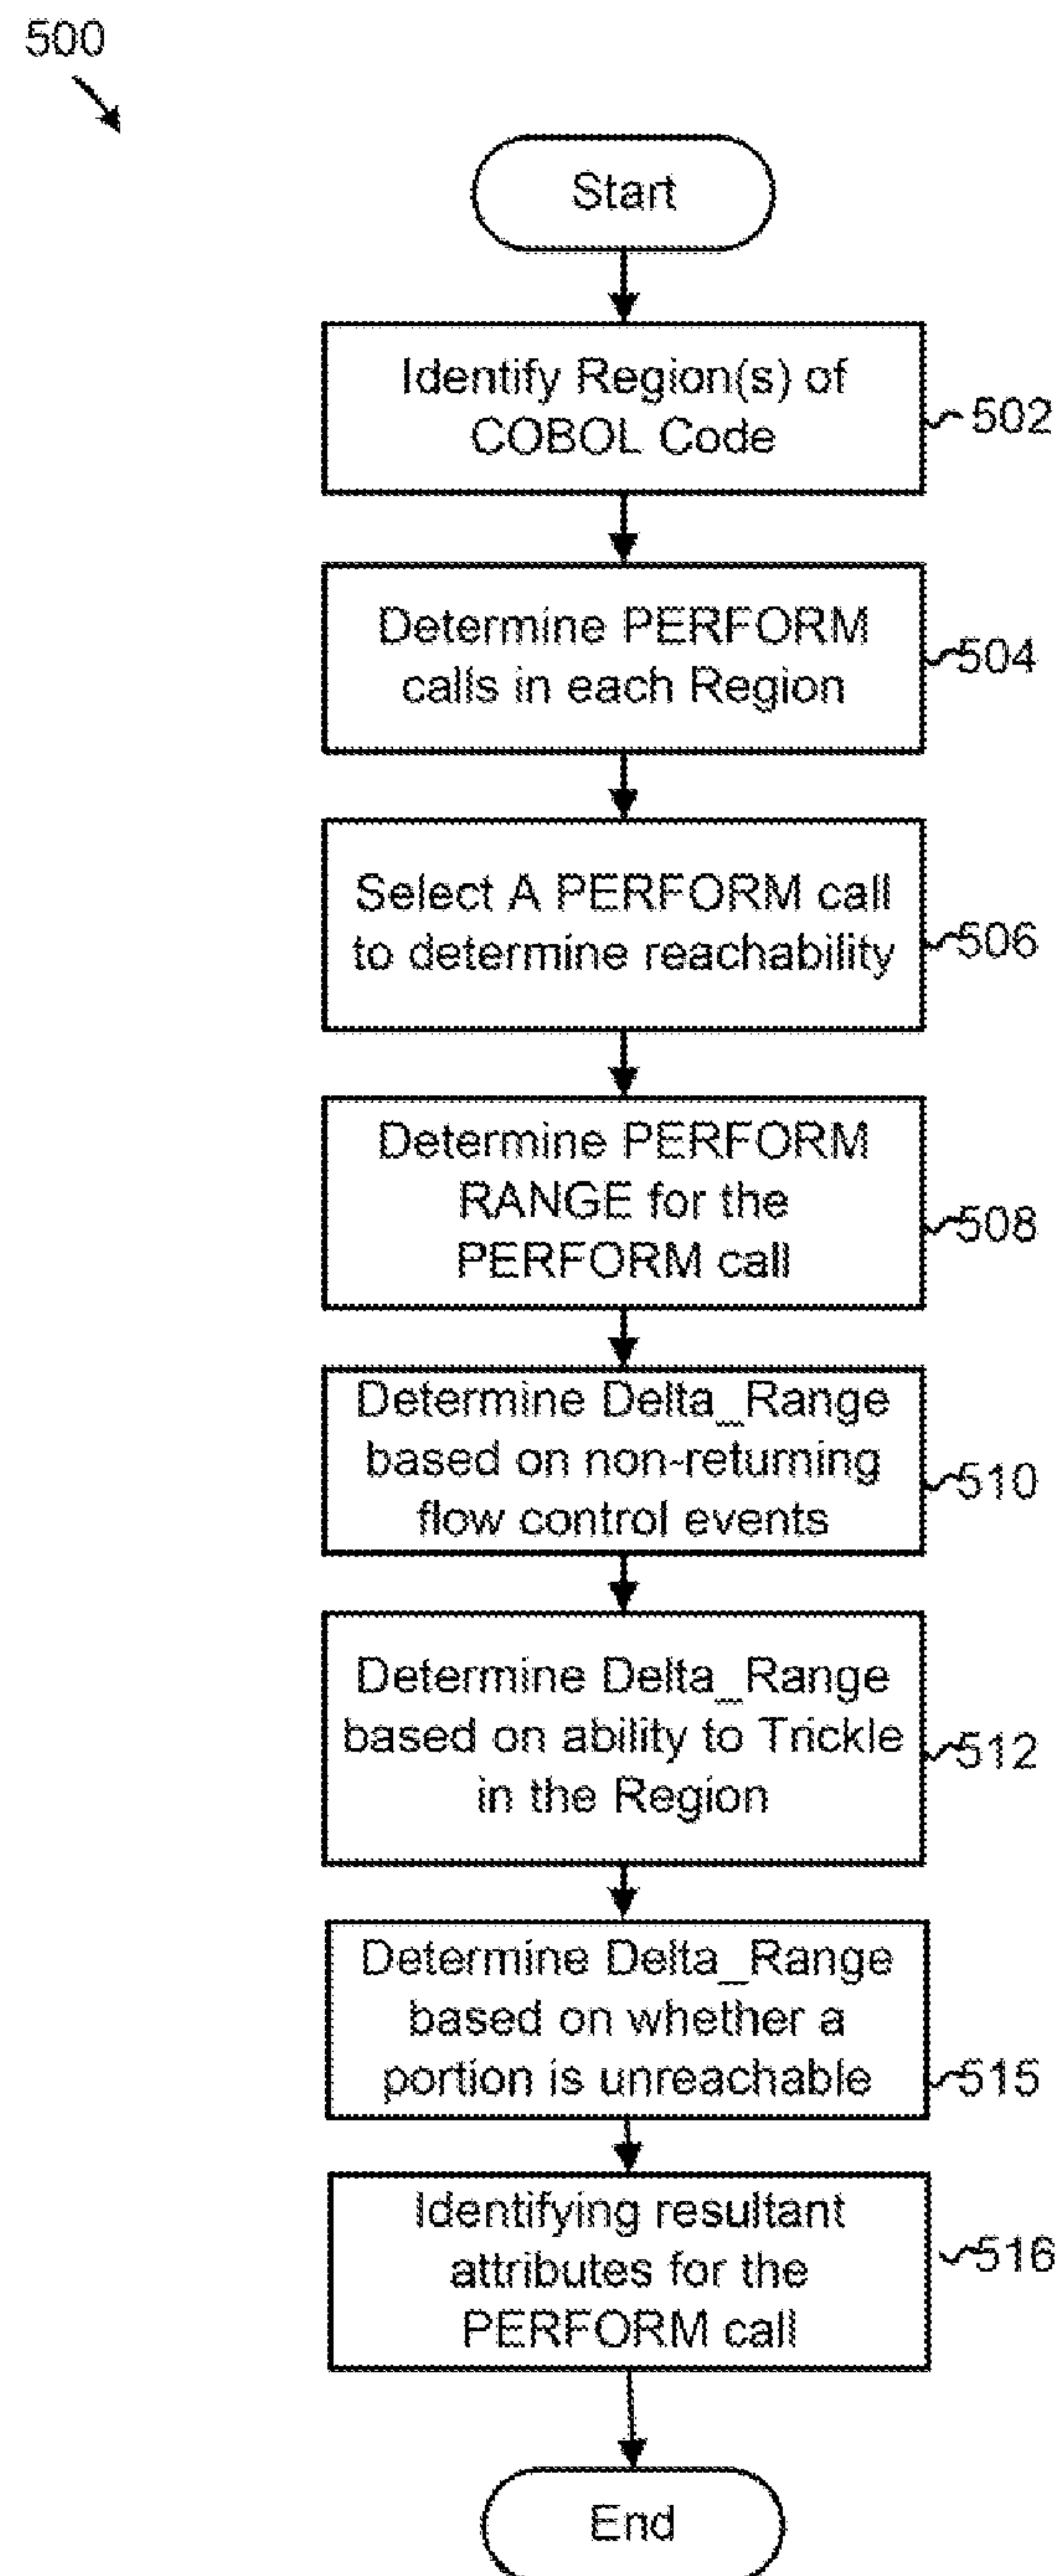 500
Start
Identify Region(s) of
COBOL Code
502
Determine PERFORM
calls in each Region
504
Select A PERFORM call
to determine reachability
506
Determine PERFORM
RANGE for the
PERFORM call
508
Determine Delta_Range
based on non-returning
flow control events
510
Determine Delta_Range
based on ability to Trickle
in the Region
512
Determine Delta_Range
based on whether a
portion is unreachable
515
Identifying resultant
attributes for the
PERFORM call
516
End